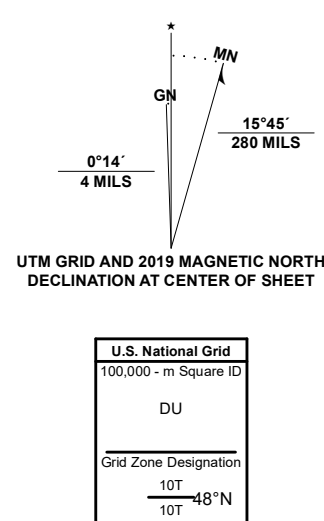 ★
MN
GN
15°45´
280 MILS
0°14´
4 MILS
UTM GRID AND 2019 MAGNETIC NORTH
DECLINATION AT CENTER OF SHEET
U.S. National Grid
100,000 - m Square ID
DU
Grid Zone Designation
10T
48°N
10T